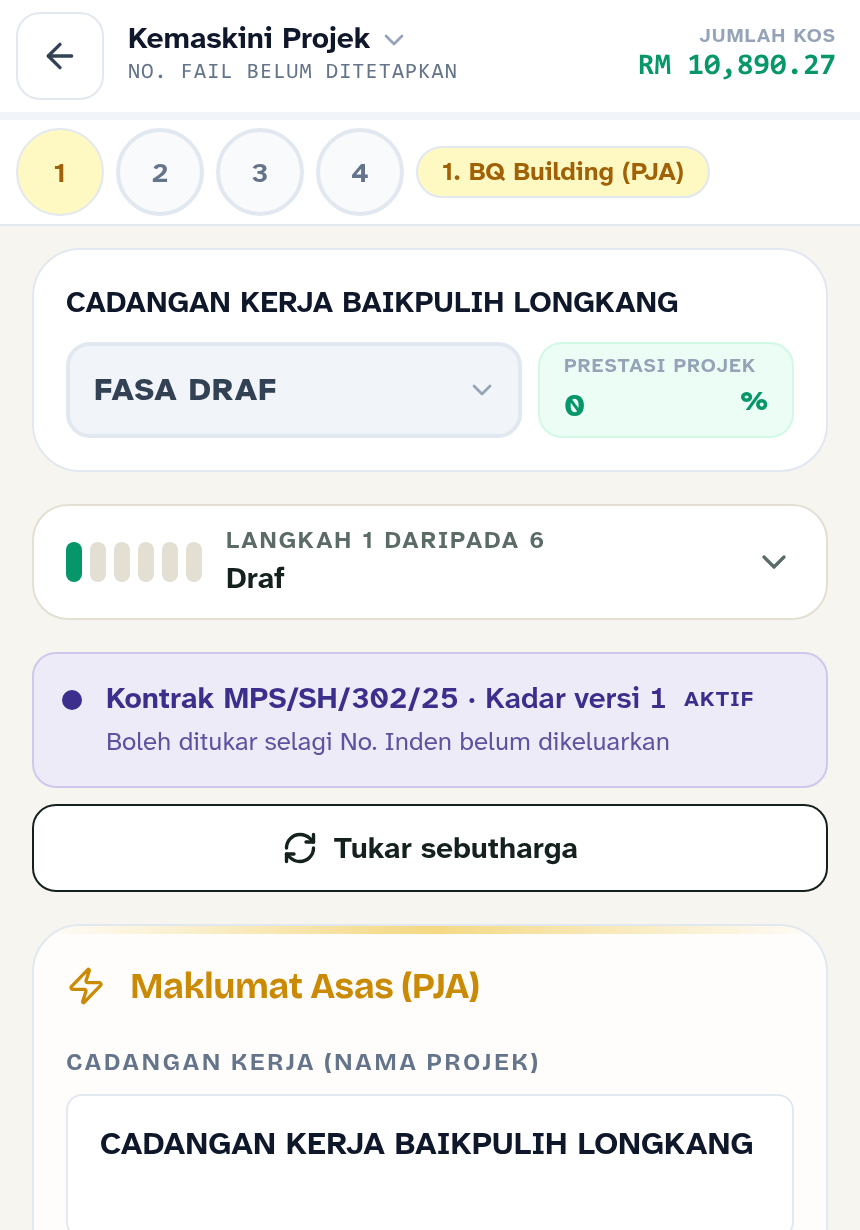 Kemaskini Projek
NO. FAIL BELUM DITETAPKAN
JUMLAH KOS
RM 10,890.27
1
2
3
4
1. BQ Building (PJA)
CADANGAN KERJA BAIKPULIH LONGKANG
FASA DRAF
PRESTASI PROJEK
0 %
LANGKAH 1 DARIPADA 6
Draf
Kontrak MPS/SH/302/25 · Kadar versi 1 AKTIF
Boleh ditukar selagi No. Inden belum dikeluarkan
Tukar sebutharga
Maklumat Asas (PJA)
CADANGAN KERJA (NAMA PROJEK)
CADANGAN KERJA BAIKPULIH LONGKANG